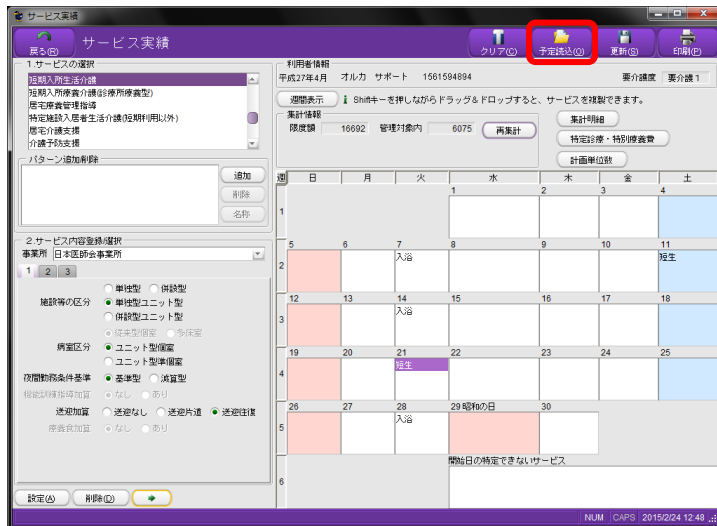 サービス実績
戻る(R) サービス実績 クリア(C) 予定読込(O) 更新(S) 印刷(P)
1.サービスの選択
短期入所生活介護
短期入所療養介護(診療所療養型)
居宅療養管理指導
特定施設入居者生活介護(短期利用以外)
居宅介護支援
介護予防支援
パターン追加削除
追加
削除
名称
2.サービス内容登録/選択
事業所 日本医師会事業所
1 2 3
施設等の区分 単独型 併設型
単独型ユニット型
併設型ユニット型
従来型個室 多床室
病室区分 ユニット型個室
ユニット型準個室
夜間勤務条件基準 基準型 減算型
機能訓練指導加算 なし あり
送迎加算 送迎なし 送迎片道 送迎往復
療養食加算 なし あり
設定(A) 削除(D)
利用者情報
平成27年4月 オルカ サポート 1561594894 要介護度 要介護1
週間表示 Shiftキーを押しながらドラッグ&ドロップすると、サービスを複製できます。
集計情報
限度額 16692 管理対象内 6075 再集計
集計明細
特定診療・特別療養費
計画単位数
週 日 月 火 水 木 金 土
1 2 3 4
1
5 6 7 8 9 10 11
2 入浴 短生
12 13 14 15 16 17 18
3 入浴
19 20 21 22 23 24 25
4 短生
26 27 28 29昭和の日 30
5 入浴
開始日の特定できないサービス
6
NUM CAPS 2015/2/24 12:48